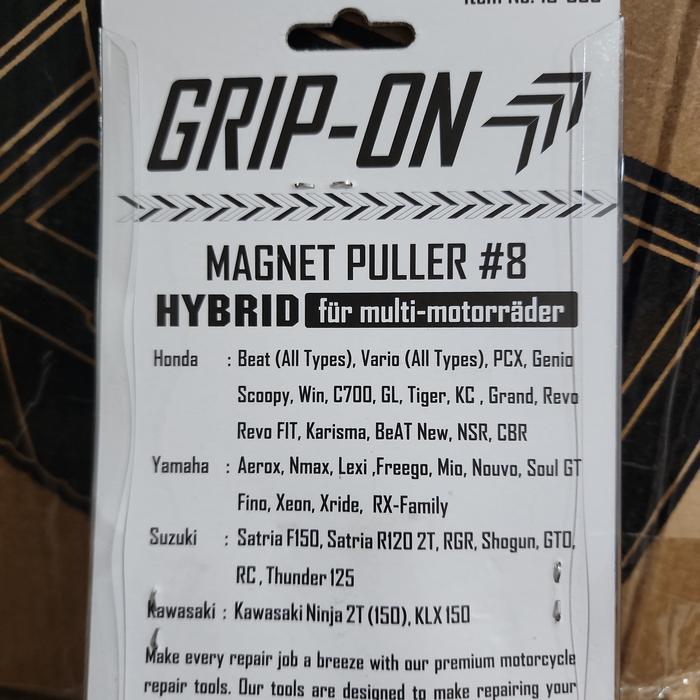 GRIP-ON
MAGNET PULLER #8
HYBRID für multi-motorräder
Honda : Beat (All Types), Vario (All Types), PCX, Genio
Scoopy, Win, C700, GL, Tiger, KC , Grand, Revo
Revo FIT, Karisma, BeAT New, NSR, CBR
Yamaha : Aerox, Nmax, Lexi ,Freego, Mio, Nouvo, Soul GT
Fino, Xeon, Xride, RX-Family
Suzuki : Satria F150, Satria R120 2T, RGR, Shogun, GTO,
RC , Thunder 125
Kawasaki : Kawasaki Ninja 2T (150), KLX 150
Make every repair job a breeze with our premium motorcycle
repair tools. Our tools are designed to make repairing your